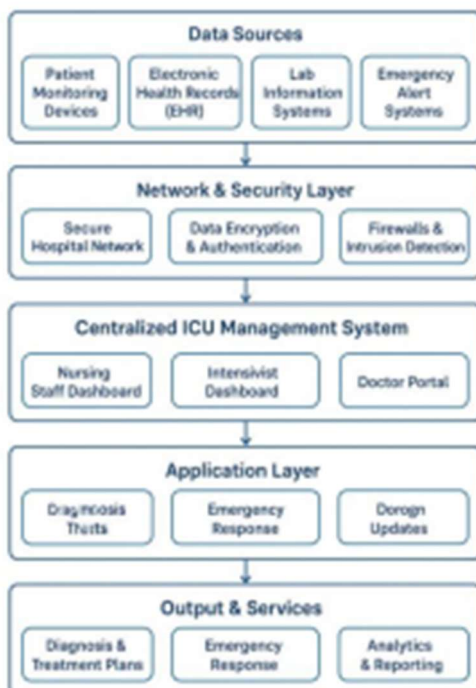 Data Sources
Patient
Monitoring
Devices
Electronic
Health Records
(EHR)
Lab
Information
Systems
Emergency
Alert
Systems
Network & Security Layer
Secure
Hospital Network
Data Encryption
& Authentication
Firewalls &
Intrusion Detection
Centralized ICU Management System
Nursing
Staff Dashboard
Intensivist
Dashboard
Doctor Portal
Application Layer
Emergency
Response
Updates
Output & Services
Diagnosis &
Treatment Plans
Emergency
Response
Analytics
& Reporting